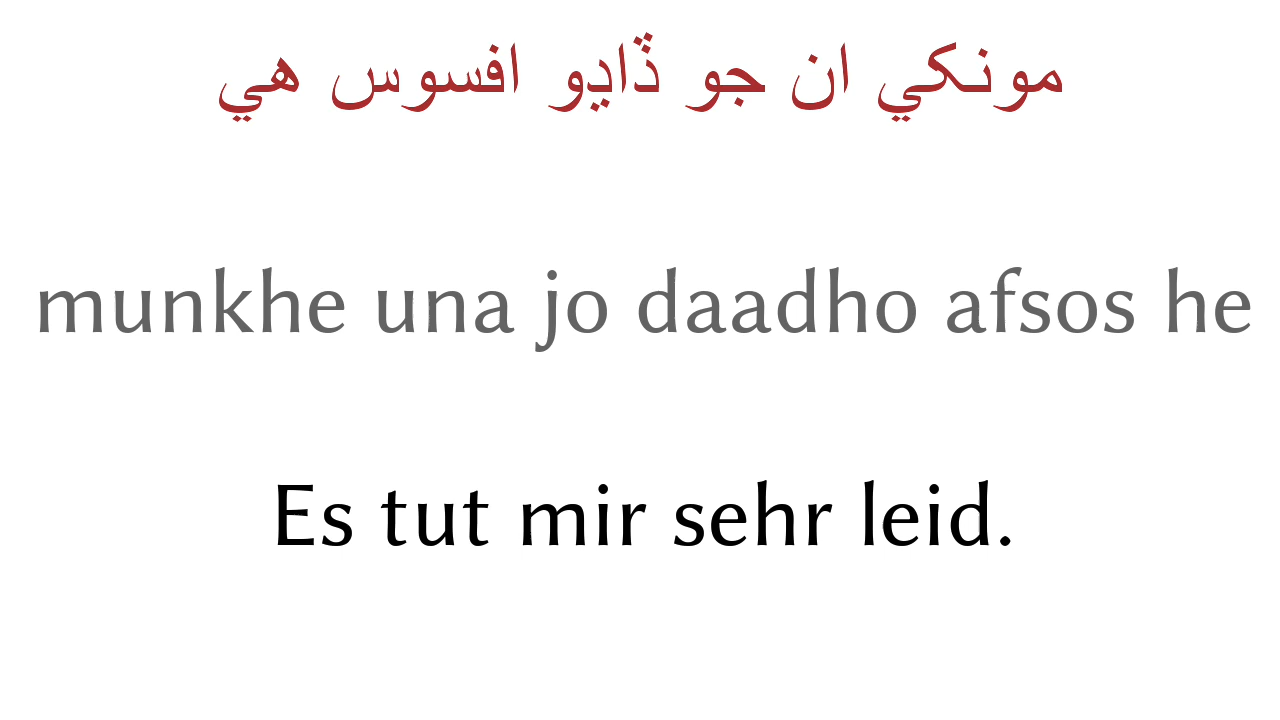 مونکي ان جو ڏاڍو افسوس هي
munkhe una jo daadho afsos he
Es tut mir sehr leid.